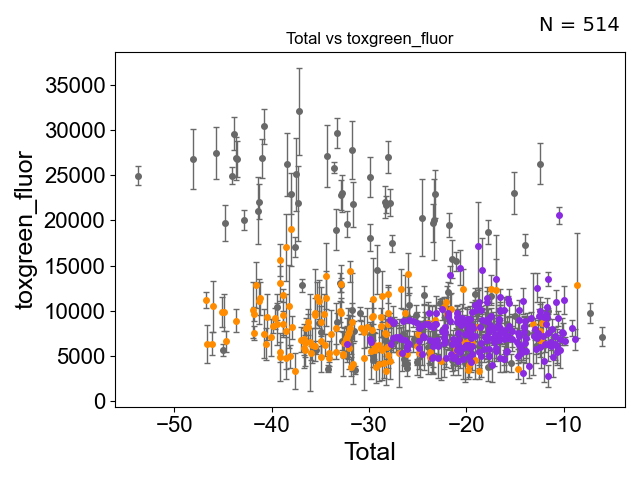 N = 514
Total vs toxgreen_fluor
toxgreen_fluor
35000
30000
25000
20000
15000
10000
5000
0
−50 −40 −30 −20 −10
Total